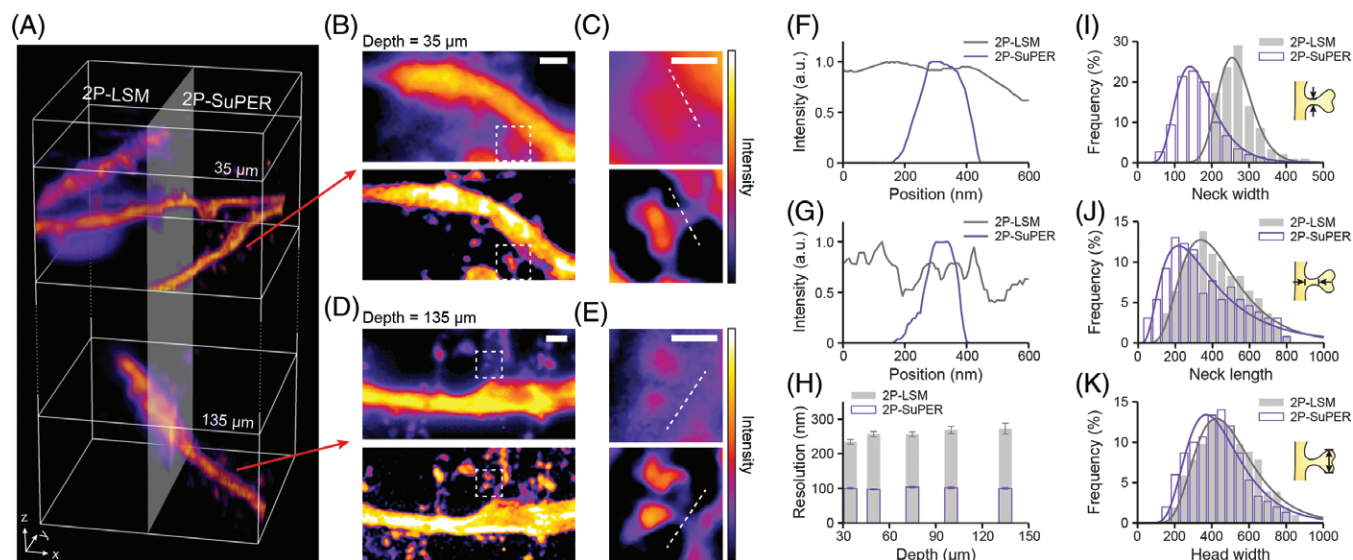 (A)
2P-LSM
2P-SuPER
35 µm
135 µm
z
y
x
(B)
Depth = 35 µm
(C)
Intensity
(D)
Depth = 135 µm
(E)
Intensity
(F)
2P-LSM
2P-SuPER
Intensity (a.u.)
1.0
0.5
0
0 200 400 600
Position (nm)
(G)
2P-LSM
2P-SuPER
Intensity (a.u.)
1.0
0.5
0
0 200 400 600
Position (nm)
(H)
2P-LSM
2P-SuPER
Resolution (nm)
300
200
100
0
30 60 90 120 150
Depth (µm)
(I)
2P-LSM
2P-SuPER
Frequency (%)
30
20
10
0
0 100 200 300 400 500
Neck width
(J)
2P-LSM
2P-SuPER
Frequency (%)
15
10
5
0
0 200 400 600 800 1000
Neck length
(K)
2P-LSM
2P-SuPER
Frequency (%)
15
10
5
0
0 200 400 600 800 1000
Head width